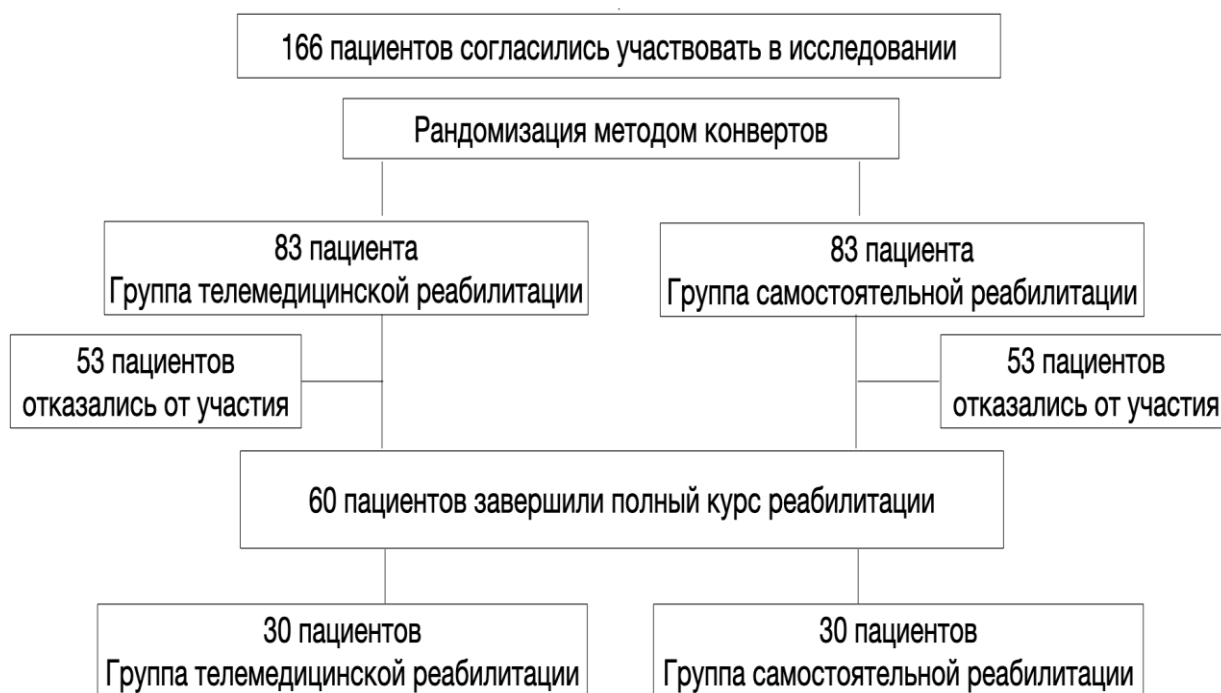 166 пациентов согласились участвовать в исследовании
Рандомизация методом конвертов
83 пациента
Группа телемедицинской реабилитации
83 пациента
Группа самостоятельной реабилитации
53 пациентов
отказались от участия
53 пациентов
отказались от участия
60 пациентов завершили полный курс реабилитации
30 пациентов
Группа телемедицинской реабилитации
30 пациентов
Группа самостоятельной реабилитации